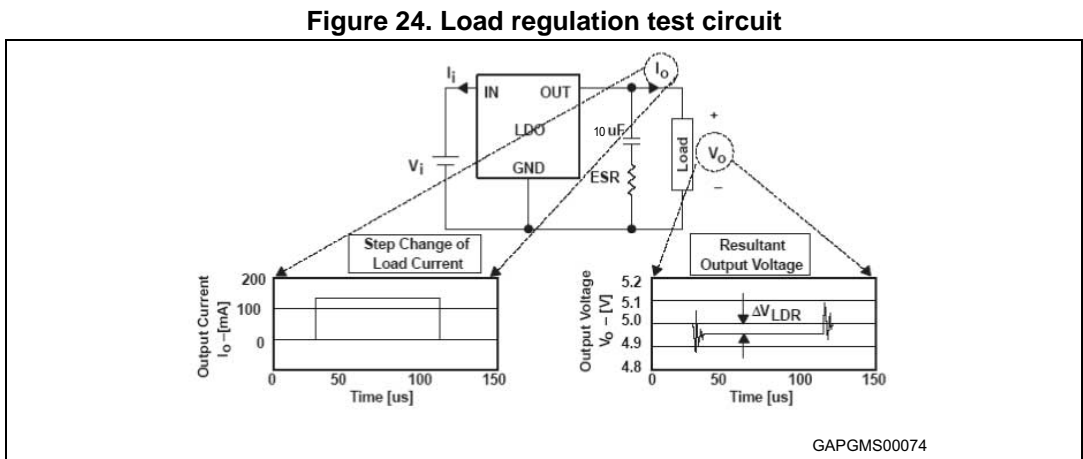 Figure 24. Load regulation test circuit
Ii
IN
OUT
Io
LDO
10 uF
+
Vi
GND
ESR
Load
Vo
–
Step Change of
Load Current
Resultant
Output Voltage
Output Current
Io–[mA]
200
100
0
0
50
100
150
Time [us]
Output Voltage
Vo – [V]
5.2
5.1
5.0
4.9
4.8
ΔVLDR
0
50
100
150
Time [us]
GAPGMS00074